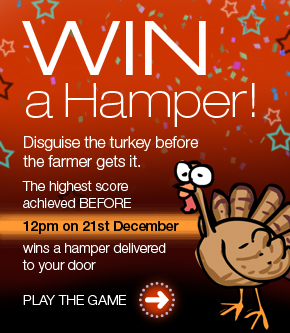 WIN
a Hamper!
Disguise the turkey before
the farmer gets it.
The highest score
achieved BEFORE
12pm on 21st December
wins a hamper delivered
to your door
PLAY THE GAME